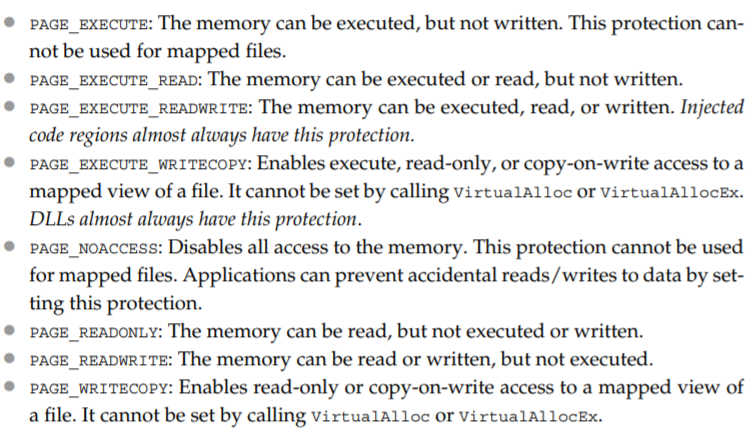 • PAGE_EXECUTE: The memory can be executed, but not written. This protection can-
not be used for mapped files.
• PAGE_EXECUTE_READ: The memory can be executed or read, but not written.
• PAGE_EXECUTE_READWRITE: The memory can be executed, read, or written. Injected
code regions almost always have this protection.
• PAGE_EXECUTE_WRITECOPY: Enables execute, read-only, or copy-on-write access to a
mapped view of a file. It cannot be set by calling VirtualAlloc or VirtualAllocEx.
DLLs almost always have this protection.
• PAGE_NOACCESS: Disables all access to the memory. This protection cannot be used
for mapped files. Applications can prevent accidental reads/writes to data by set-
ting this protection.
• PAGE_READONLY: The memory can be read, but not executed or written.
• PAGE_READWRITE: The memory can be read or written, but not executed.
• PAGE_WRITECOPY: Enables read-only or copy-on-write access to a mapped view of
a file. It cannot be set by calling VirtualAlloc or VirtualAllocEx.